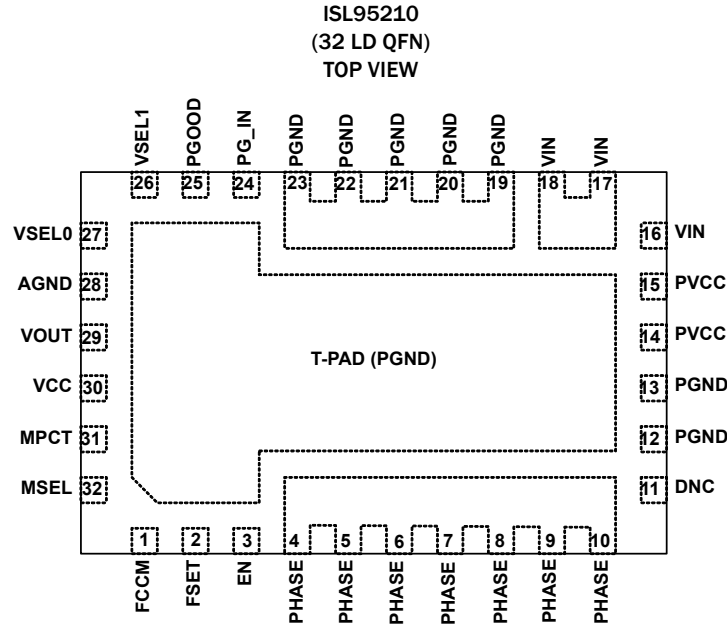 ISL95210
(32 LD QFN)
TOP VIEW
VSEL1
PGOOD
PG_IN
PGND
PGND
PGND
PGND
PGND
VIN
VIN
26 25 24 23 22 21 20 19 18 17
VSEL0 27 16 VIN
AGND 28 15 PVCC
VOUT 29 14 PVCC
T-PAD (PGND)
VCC 30 13 PGND
MPCT 31 12 PGND
MSEL 32 11 DNC
1 2 3 4 5 6 7 8 9 10
FCCM
FSET
EN
PHASE
PHASE
PHASE
PHASE
PHASE
PHASE
PHASE